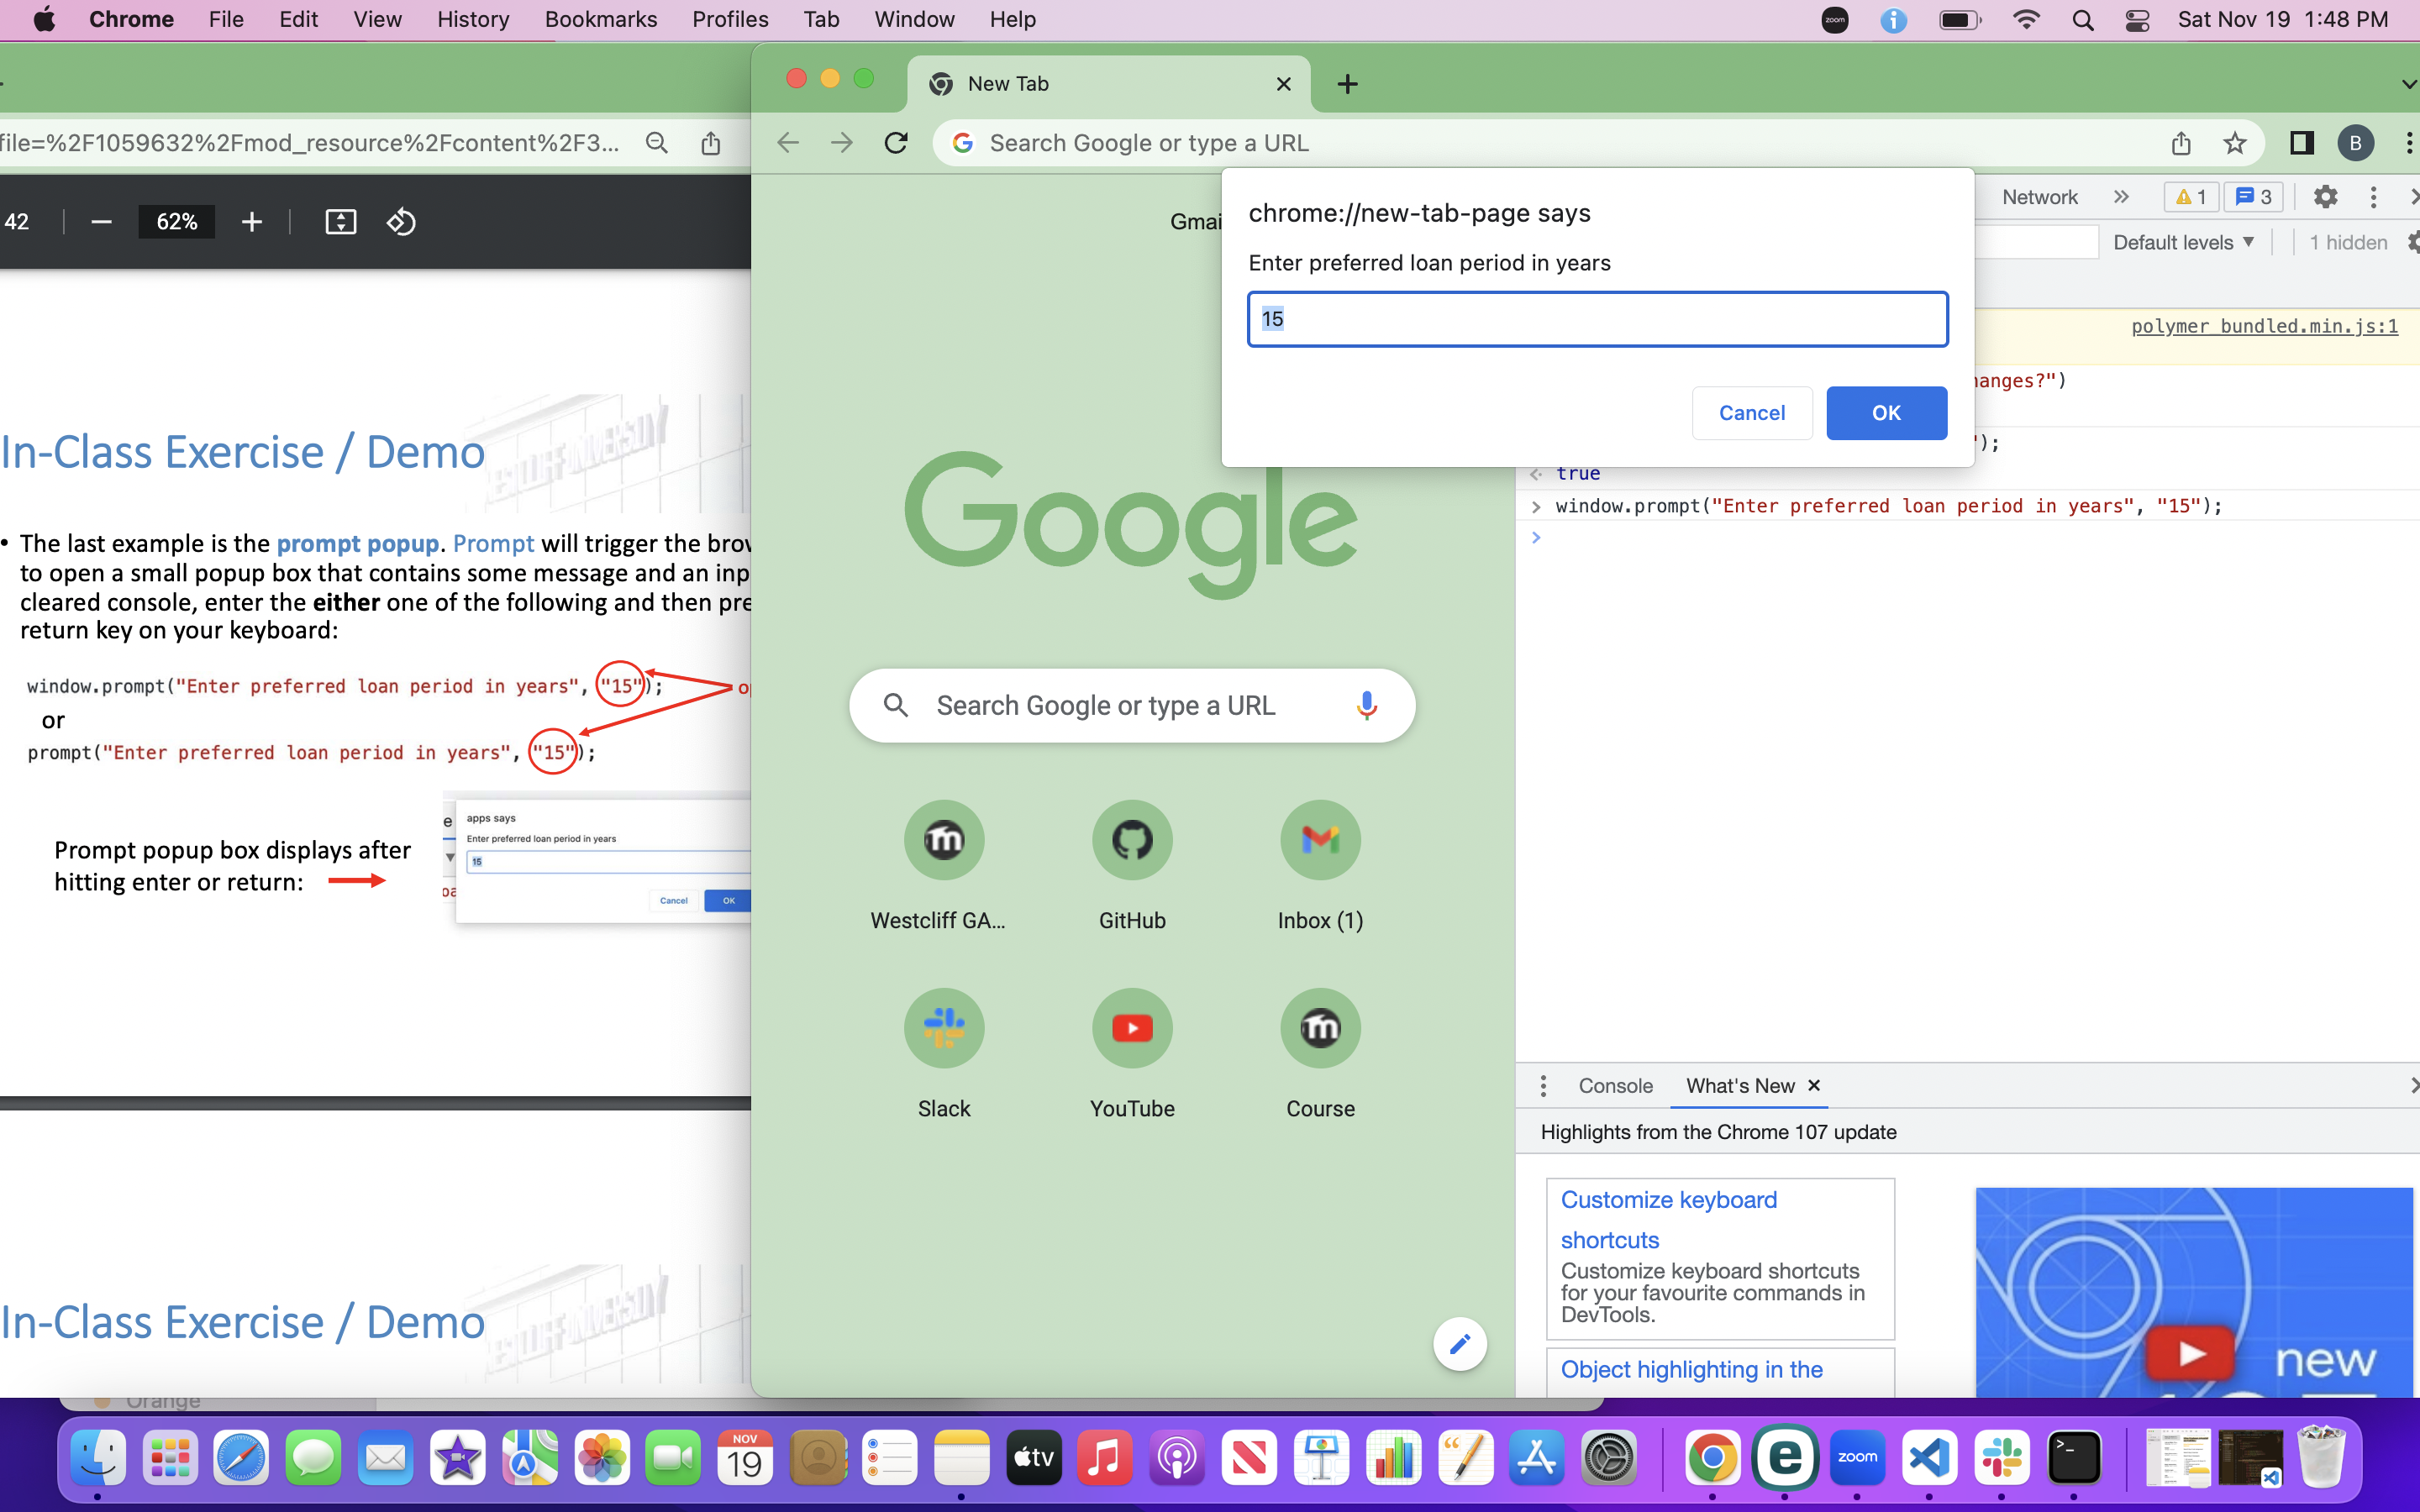 Chrome File Edit View History Bookmarks Profiles Tab Window Help
zoom
Sat Nov 19 1:48 PM
file=%2F1059632%2Fmod_resource%2Fcontent%2F3...
42
62%
In-Class Exercise / Demo
• The last example is the prompt popup. Prompt will trigger the
to open a small popup box that contains some message and an
cleared console, enter the either one of the following and then
return key on your keyboard:
window.prompt("Enter preferred loan period in years", "15");
or
prompt("Enter preferred loan period in years", "15");
Prompt popup box displays after
hitting enter or return:
apps says
Enter preferred loan period in years
15
Cancel OK
In-Class Exercise / Demo
Orange
New Tab
Search Google or type a URL
B
chrome://new-tab-page says
Enter preferred loan period in years
15
Cancel OK
Google
Search Google or type a URL
Westcliff GA...
GitHub
Inbox (1)
Slack
YouTube
Course
Network
1
3
Default levels
1 hidden
polymer_bundled.min.js:1
hanges?")
");
true
window.prompt("Enter preferred loan period in years", "15");
Console What's New
Highlights from the Chrome 107 update
Customize keyboard
shortcuts
Customize keyboard shortcuts
for your favourite commands in
DevTools.
Object highlighting in the
new
NOV
19
tv
zoom